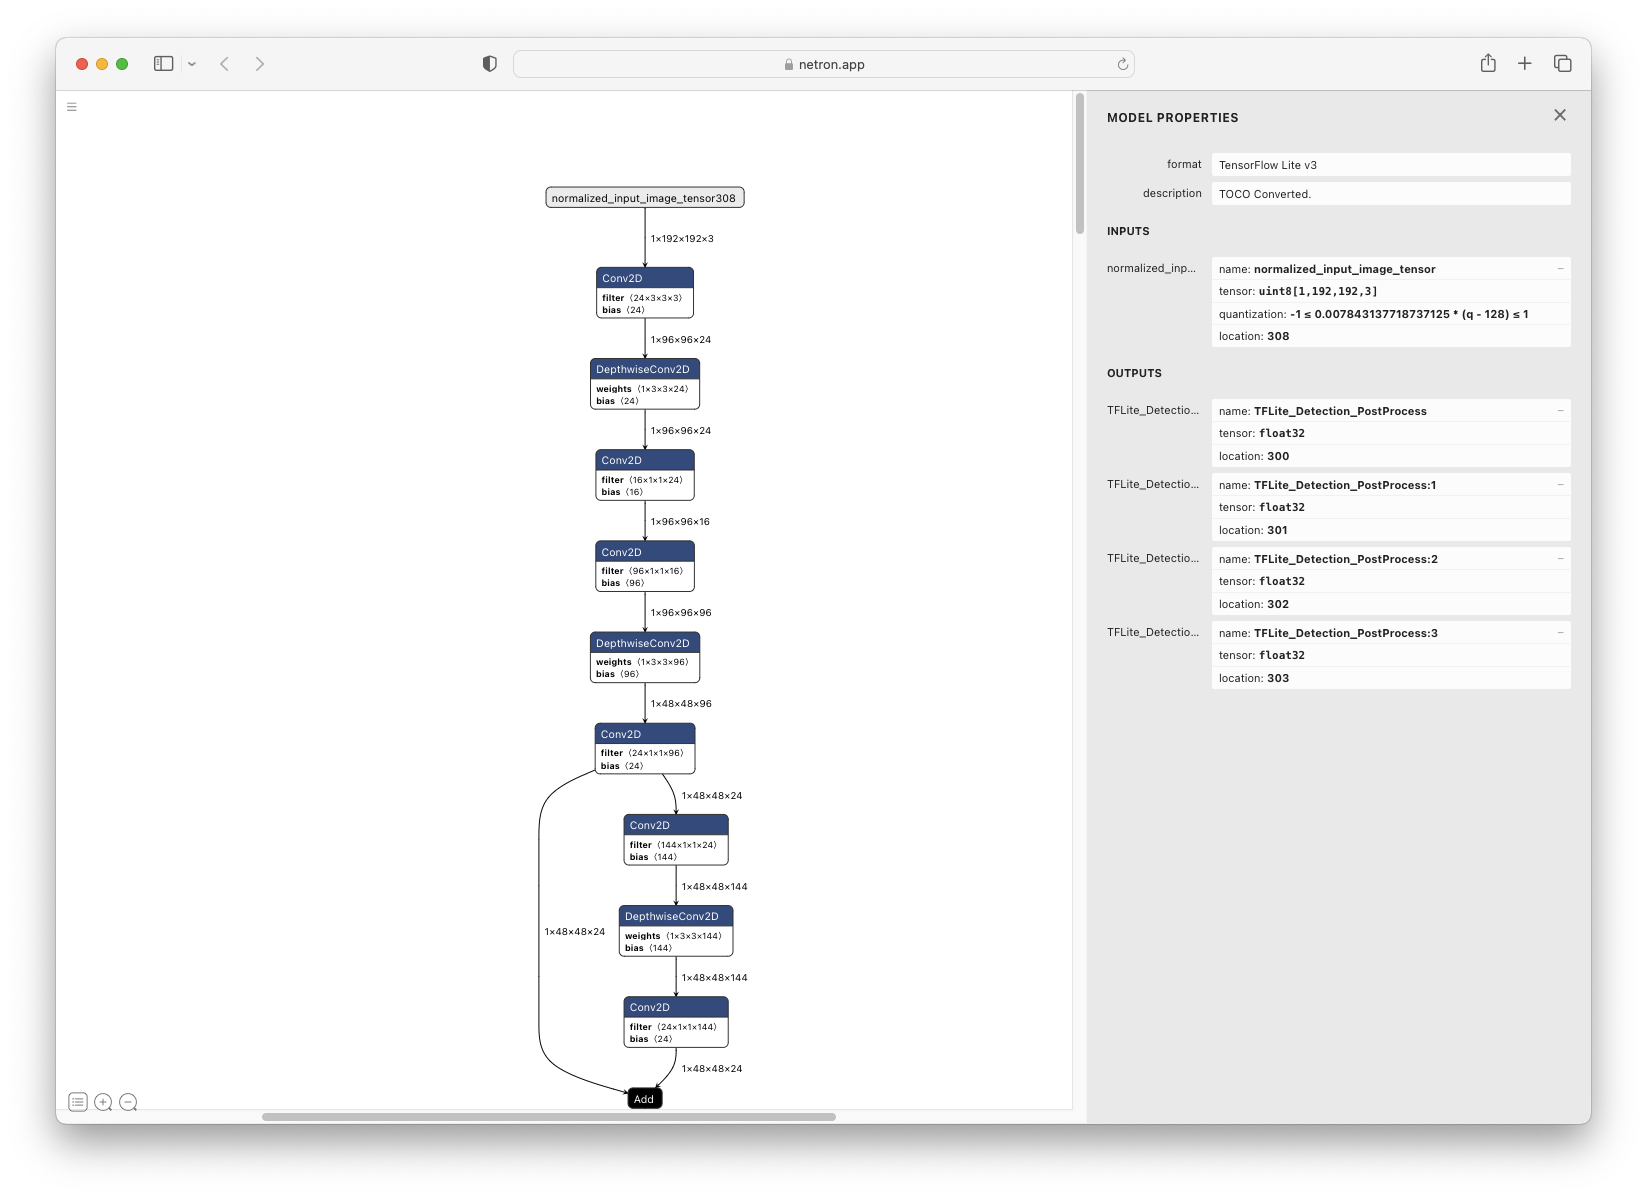 netron.app
normalized_input_image_tensor308
1×192×192×3
Conv2D
filter ⟨24×3×3×3⟩
bias ⟨24⟩
1×96×96×24
DepthwiseConv2D
weights ⟨1×3×3×24⟩
bias ⟨24⟩
1×96×96×24
Conv2D
filter ⟨16×1×1×24⟩
bias ⟨16⟩
1×96×96×16
Conv2D
filter ⟨96×1×1×16⟩
bias ⟨96⟩
1×96×96×96
DepthwiseConv2D
weights ⟨1×3×3×96⟩
bias ⟨96⟩
1×48×48×96
Conv2D
filter ⟨24×1×1×96⟩
bias ⟨24⟩
1×48×48×24
Conv2D
filter ⟨144×1×1×24⟩
bias ⟨144⟩
1×48×48×144
DepthwiseConv2D
weights ⟨1×3×3×144⟩
bias ⟨144⟩
1×48×48×24
1×48×48×144
Conv2D
filter ⟨24×1×1×144⟩
bias ⟨24⟩
1×48×48×24
Add
MODEL PROPERTIES
format TensorFlow Lite v3
description TOCO Converted.
INPUTS
normalized_inp... name: normalized_input_image_tensor
tensor: uint8[1,192,192,3]
quantization: -1 ≤ 0.007843137718737125 * (q - 128) ≤ 1
location: 308
OUTPUTS
TFLite_Detectio... name: TFLite_Detection_PostProcess
tensor: float32
location: 300
TFLite_Detectio... name: TFLite_Detection_PostProcess:1
tensor: float32
location: 301
TFLite_Detectio... name: TFLite_Detection_PostProcess:2
tensor: float32
location: 302
TFLite_Detectio... name: TFLite_Detection_PostProcess:3
tensor: float32
location: 303